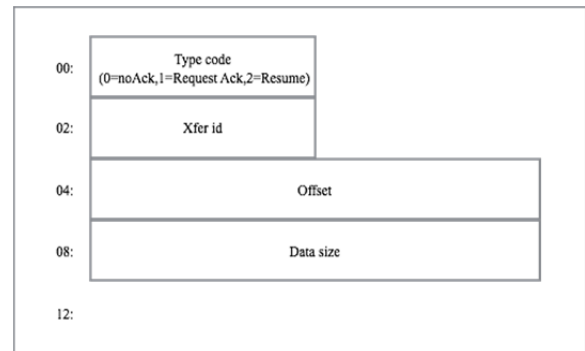 00:
Type code
(0=noAck,1=Request Ack,2=Resume)
02:
Xfer id
04:
Offset
08:
Data size
12: